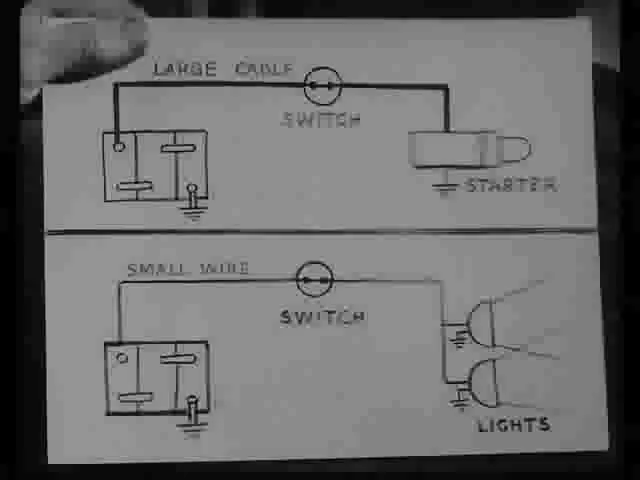 LARGE CABLE
SWITCH
STARTER
SMALL WIRE
SWITCH
LIGHTS